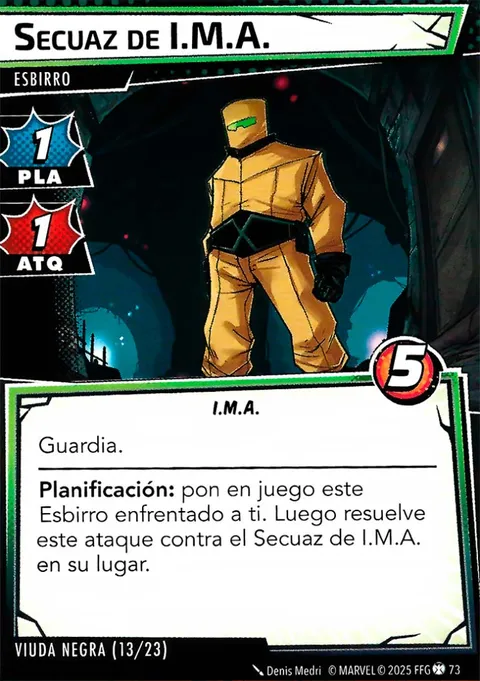 SECUAZ DE I.M.A.
ESBIRRO
1
PLA
1
ATQ
5
I.M.A.
Guardia.
Planificación: pon en juego este
Esbirro enfrentado a ti. Luego resuelve
este ataque contra el Secuaz de I.M.A.
en su lugar.
VIUDA NEGRA (13/23)
Denis Medri © MARVEL © 2025 FFG 73